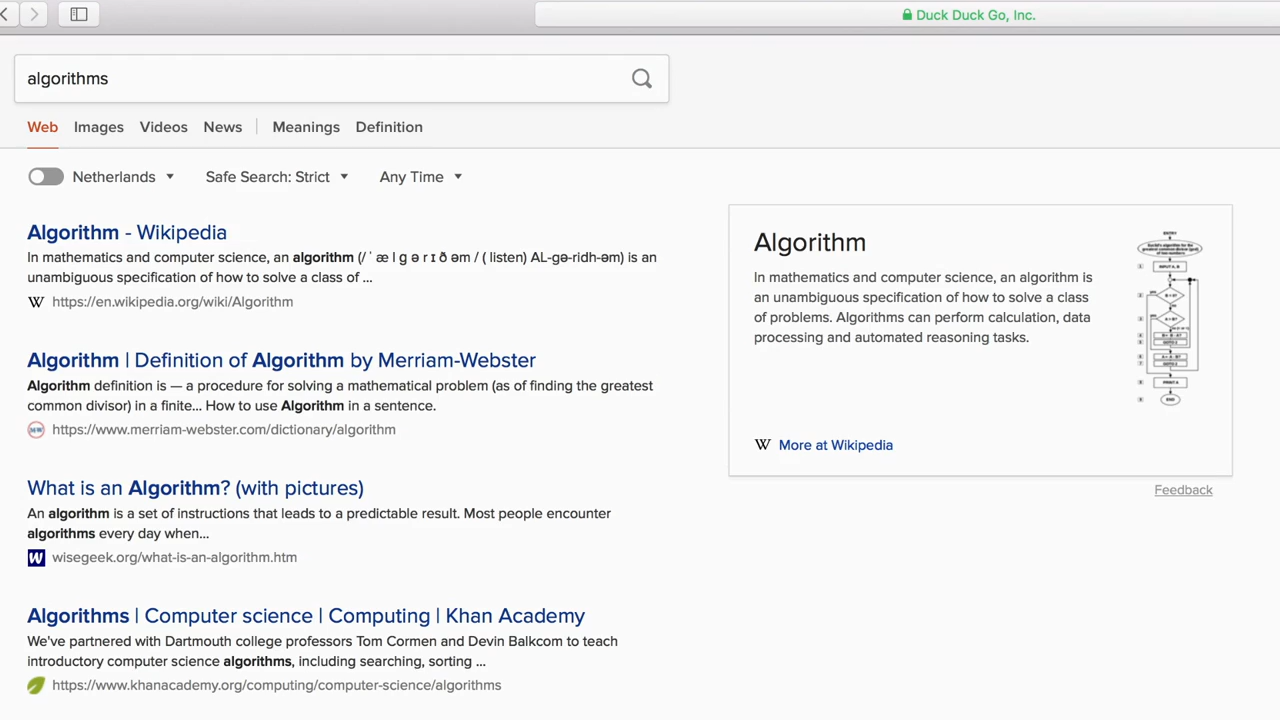 Duck Duck Go, Inc.
algorithms
Web Images Videos News Meanings Definition
Netherlands Safe Search: Strict Any Time
Algorithm - Wikipedia
In mathematics and computer science, an algorithm (/ˈ æ l ɡ ə r ɪ ð əm / ( listen) AL-gə-ridh-əm) is an
unambiguous specification of how to solve a class of ...
W https://en.wikipedia.org/wiki/Algorithm
Algorithm | Definition of Algorithm by Merriam-Webster
Algorithm definition is — a procedure for solving a mathematical problem (as of finding the greatest
common divisor) in a finite... How to use Algorithm in a sentence.
https://www.merriam-webster.com/dictionary/algorithm
What is an Algorithm? (with pictures)
An algorithm is a set of instructions that leads to a predictable result. Most people encounter
algorithms every day when...
W wisegeek.org/what-is-an-algorithm.htm
Algorithms | Computer science | Computing | Khan Academy
We've partnered with Dartmouth college professors Tom Cormen and Devin Balkcom to teach
introductory computer science algorithms, including searching, sorting ...
https://www.khanacademy.org/computing/computer-science/algorithms
Algorithm
In mathematics and computer science, an algorithm is
an unambiguous specification of how to solve a class
of problems. Algorithms can perform calculation, data
processing and automated reasoning tasks.
W More at Wikipedia
Feedback